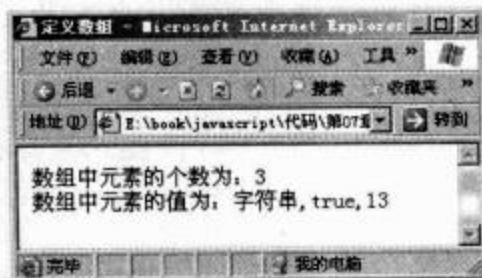 定义数组 - Microsoft Internet Explorer
文件(F) 编辑(E) 查看(V) 收藏(A) 工具 »
后退 搜索 收藏夹 »
地址(D) E:\book\javascript\代码\第07章 转到
数组中元素的个数为：3
数组中元素的值为：字符串,true,13
完毕 我的电脑